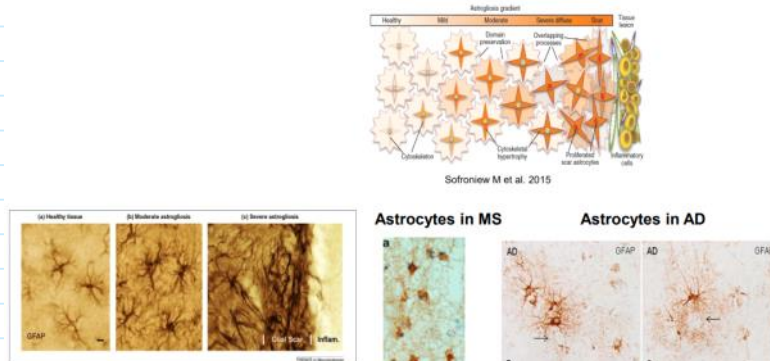 Astrogliosis gradient
Healthy Mild Moderate Severe diffuse Scar
Tissue lesion
Domain preservation
Overlapping processes
Cytoskeleton
Cytoskeletal hypertrophy
Proliferated scar astrocytes
Inflammatory cells
Sofroniew M et al. 2015
(a) Healthy tissue (b) Moderate astrogliosis (c) Severe astrogliosis
GFAP
Glial Scar Inflam.
Astrocytes in MS
Astrocytes in AD
a
AD GFAP
AD